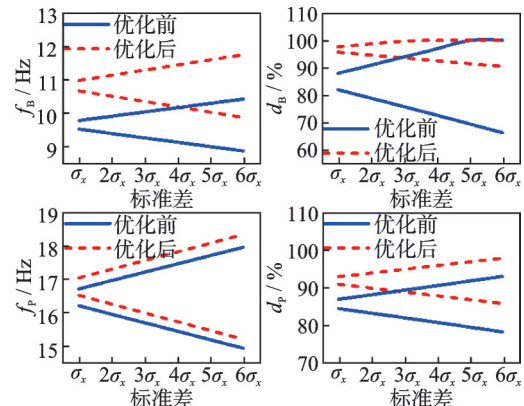 13
12
11
10
9
f_B / Hz
优化前
优化后
σ_x 2σ_x 3σ_x 4σ_x 5σ_x 6σ_x
标准差
110
100
90
80
70
60
d_B / %
优化前
优化后
σ_x 2σ_x 3σ_x 4σ_x 5σ_x 6σ_x
标准差
19
18
17
16
15
f_P / Hz
优化前
优化后
σ_x 2σ_x 3σ_x 4σ_x 5σ_x 6σ_x
标准差
110
100
90
80
70
d_P / %
优化前
优化后
σ_x 2σ_x 3σ_x 4σ_x 5σ_x 6σ_x
标准差